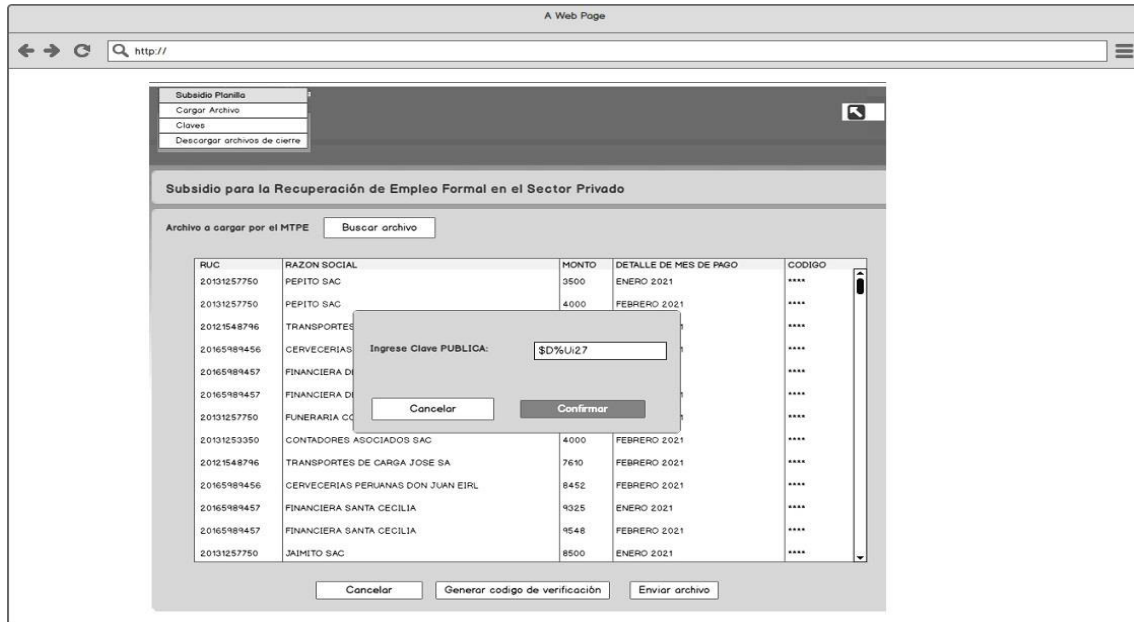 A Web Page
http://
Subsidio Planilla
Cargar Archivo
Claves
Descargar archivos de cierre
Subsidio para la Recuperación de Empleo Formal en el Sector Privado
Archivo a cargar por el MTPE Buscar archivo
RUC RAZON SOCIAL MONTO DETALLE DE MES DE PAGO CODIGO
20131257750 PEPITO SAC 3500 ENERO 2021 ****
20131257750 PEPITO SAC 4000 FEBRERO 2021 ****
20121548796 TRANSPORTES ****
20165989456 CERVECERIAS ****
20165989457 FINANCIERA ****
20165989457 FINANCIERA ****
20131257750 FUNERARIA ****
Ingrese Clave PUBLICA: $D%Ui27
Cancelar Confirmar
20131253350 CONTADORES ASOCIADOS SAC 4000 FEBRERO 2021 ****
20121548796 TRANSPORTES DE CARGA JOSE SA 7610 FEBRERO 2021 ****
20165989456 CERVECERIAS PERUANAS DON JUAN EIRL 8452 FEBRERO 2021 ****
20165989457 FINANCIERA SANTA CECILIA 9325 ENERO 2021 ****
20165989457 FINANCIERA SANTA CECILIA 9548 FEBRERO 2021 ****
20131257750 JAIMITO SAC 8500 ENERO 2021 ****
Cancelar Generar codigo de verificación Enviar archivo